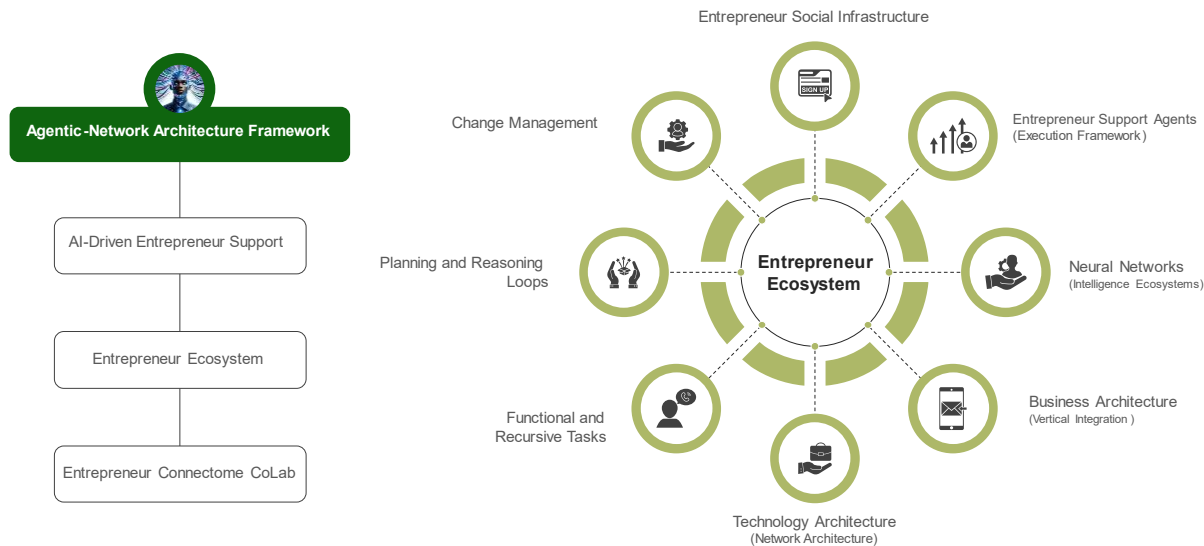 Agentic-Network Architecture Framework
AI-Driven Entrepreneur Support
Entrepreneur Ecosystem
Entrepreneur Connectome CoLab
Entrepreneur Social Infrastructure
SIGN UP
Entrepreneur Support Agents
(Execution Framework)
Neural Networks
(Intelligence Ecosystems)
Business Architecture
(Vertical Integration )
Technology Architecture
(Network Architecture)
Functional and
Recursive Tasks
Planning and Reasoning
Loops
Change Management
Entrepreneur
Ecosystem